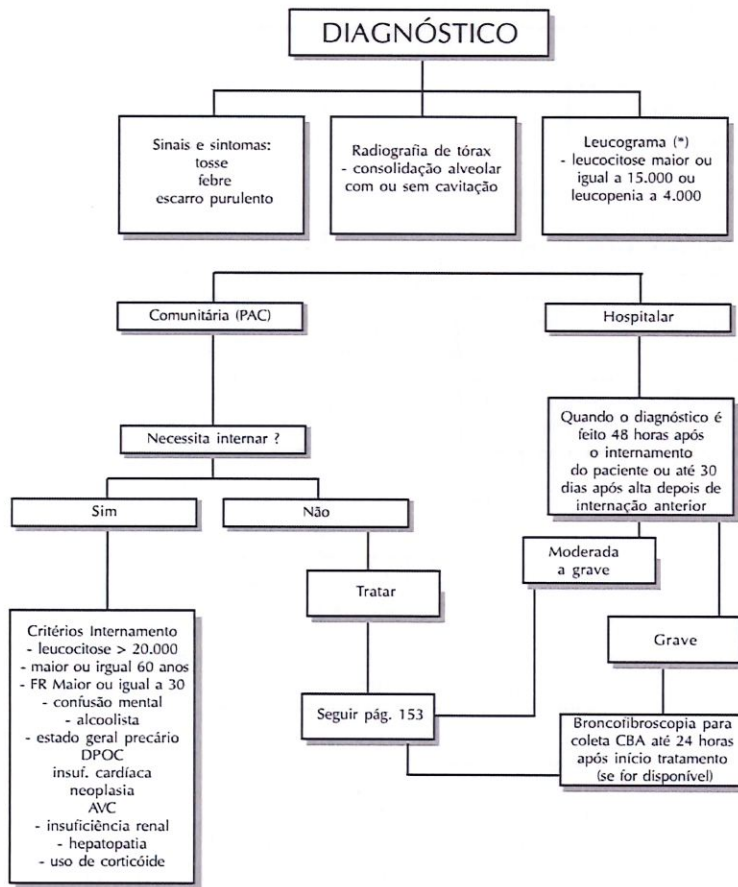 DIAGNÓSTICO
Sinais e sintomas:
tosse
febre
escarro purulento
Radiografia de tórax
- consolidação alveolar
com ou sem cavitação
Leucograma (*)
- leucocitose maior ou
igual a 15.000 ou
leucopenia a 4.000
Comunitária (PAC)
Hospitalar
Necessita internar ?
Quando o diagnóstico é
feito 48 horas após
o internamento
do paciente ou até 30
dias após alta depois de
internação anterior
Sim
Não
Moderada
a grave
Tratar
Grave
Critérios Internamento
- leucocitose > 20.000
- maior ou irgual 60 anos
- FR Maior ou igual a 30
- confusão mental
- alcoolista
- estado geral precário
DPOC
insuf. cardíaca
neoplasia
AVC
- insuficiência renal
- hepatopatia
- uso de corticóide
Seguir pág. 153
Broncofibroscopia para
coleta CBA até 24 horas
após início tratamento
(se for disponível)